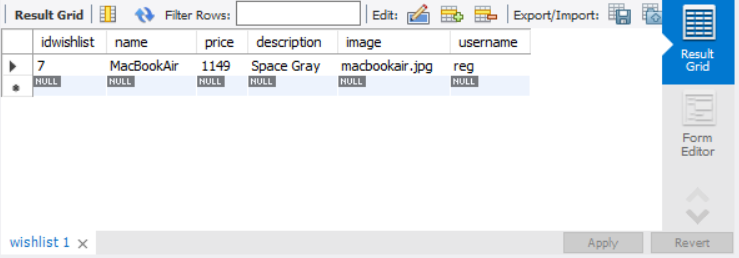 Result Grid Filter Rows: Edit: Export/Import:
idwishlist name price description image username
7 MacBookAir 1149 Space Gray macbookair.jpg reg
NULL NULL NULL NULL NULL NULL
Result
Grid
Form
Editor
wishlist 1 × Apply Revert